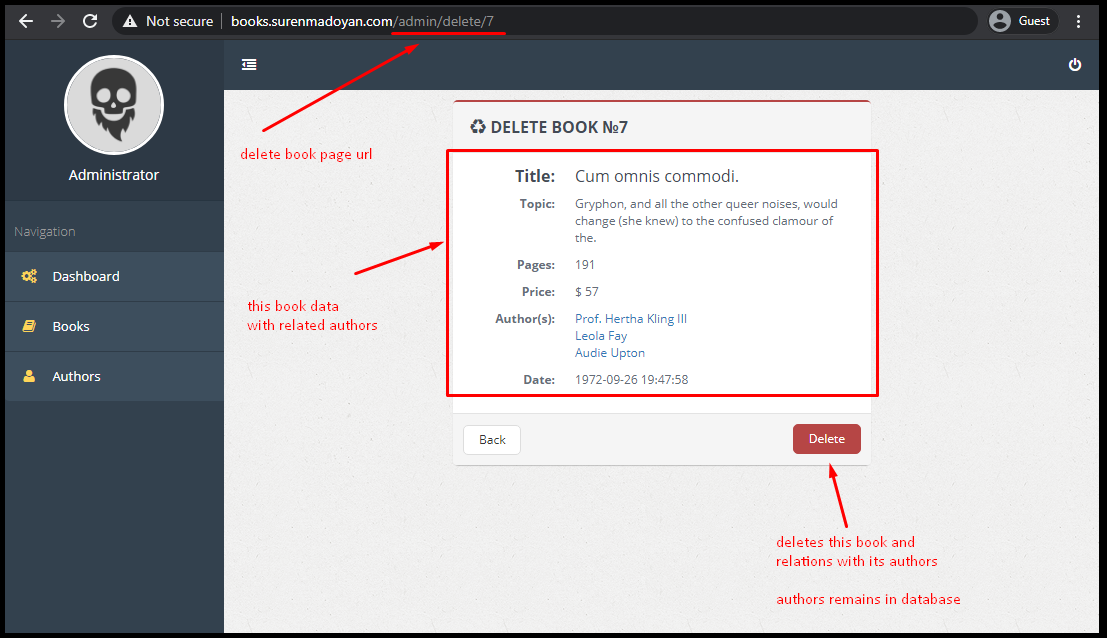 Not secure books.surenmadoyan.com/admin/delete/7 Guest
Administrator
Navigation
Dashboard
Books
Authors
delete book page url
DELETE BOOK №7
Title: Cum omnis commodi.
Topic: Gryphon, and all the other queer noises, would
change (she knew) to the confused clamour of
the.
Pages: 191
Price: $ 57
Author(s): Prof. Hertha Kling III
Leola Fay
Audie Upton
Date: 1972-09-26 19:47:58
this book data
with related authors
Back
Delete
deletes this book and
relations with its authors
authors remains in database